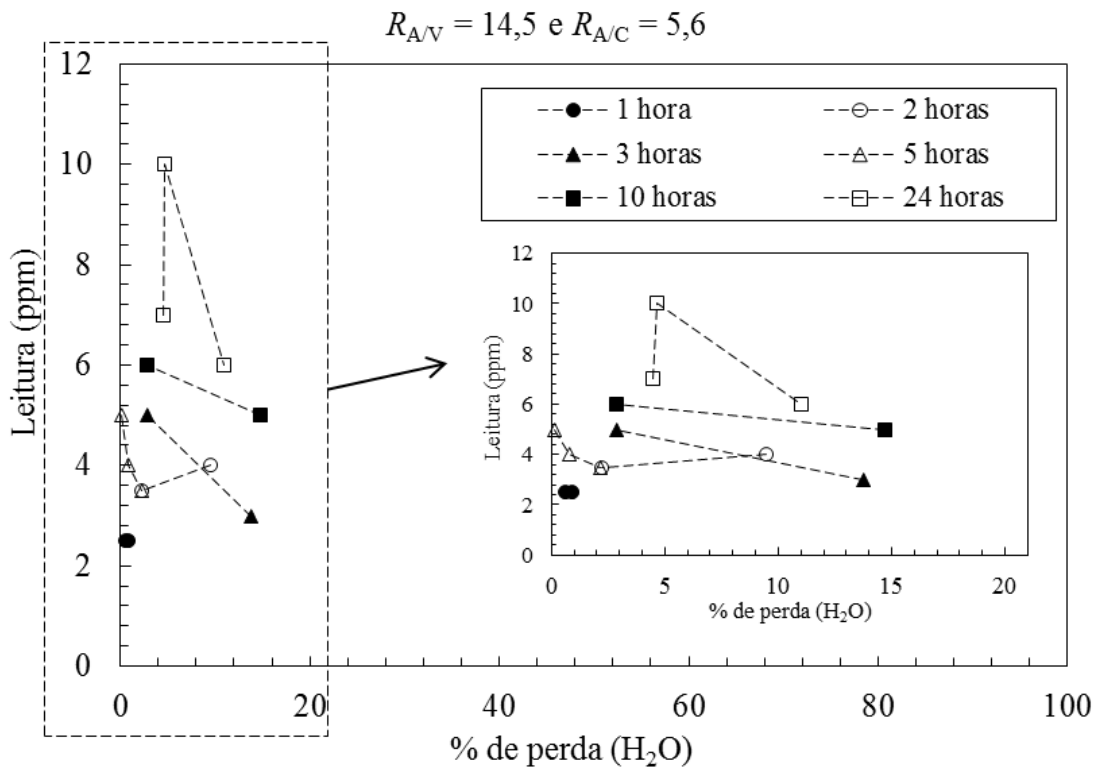 R_A/V = 14,5 e R_A/C = 5,6
12
10
8
6
4
2
0
Leitura (ppm)
0 20 40 60 80 100
% de perda (H₂O)
1 hora 2 horas
3 horas 5 horas
10 horas 24 horas
12
10
8
6
4
2
0
Leitura (ppm)
0 5 10 15 20
% de perda (H₂O)